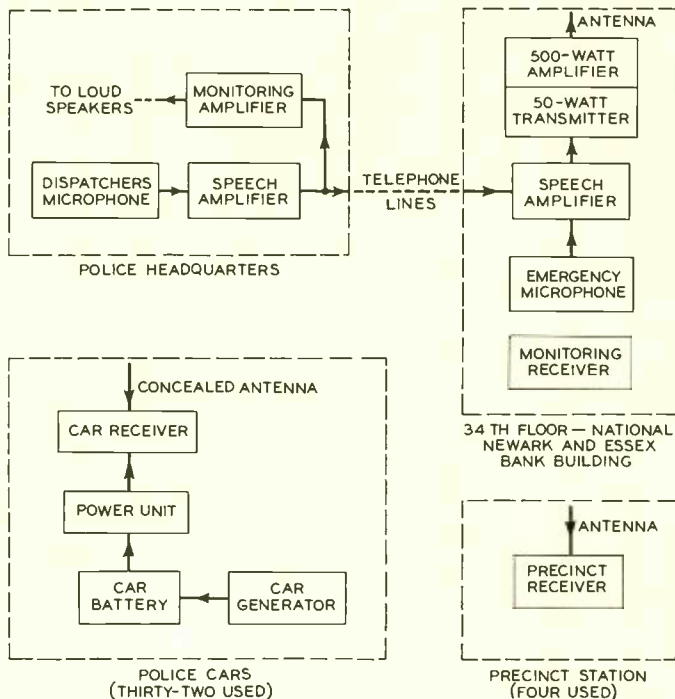 TO LOUD
SPEAKERS
MONITORING
AMPLIFIER
DISPATCHERS
MICROPHONE
SPEECH
AMPLIFIER
POLICE HEADQUARTERS
TELEPHONE
LINES
ANTENNA
500-WATT
AMPLIFIER
50-WATT
TRANSMITTER
SPEECH
AMPLIFIER
EMERGENCY
MICROPHONE
MONITORING
RECEIVER
34 TH FLOOR — NATIONAL
NEWARK AND ESSEX
BANK BUILDING
CONCEALED ANTENNA
CAR RECEIVER
POWER UNIT
CAR
BATTERY
CAR
GENERATOR
POLICE CARS
(THIRTY-TWO USED)
ANTENNA
PRECINCT
RECEIVER
PRECINCT STATION
(FOUR USED)